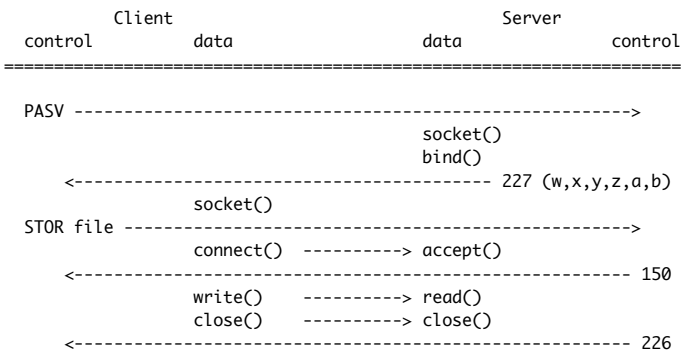 Client Server
control data data control
====================================================================
PASV -------------------------------------------------------->
socket()
bind()
<------------------------------------------ 227 (w,x,y,z,a,b)
socket()
STOR file --------------------------------------------------->
connect() ----------> accept()
<-------------------------------------------------------- 150
write() ----------> read()
close() ----------> close()
<-------------------------------------------------------- 226